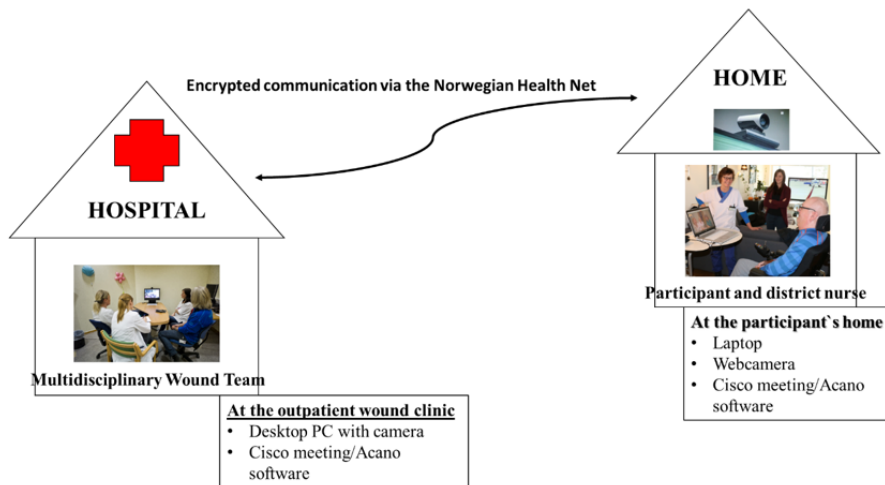 Encrypted communication via the Norwegian Health Net
HOSPITAL
Multidisciplinary Wound Team
At the outpatient wound clinic
• Desktop PC with camera
• Cisco meeting/Acano
software
HOME
Participant and district nurse
At the participant`s home
• Laptop
• Webcamera
• Cisco meeting/Acano
software